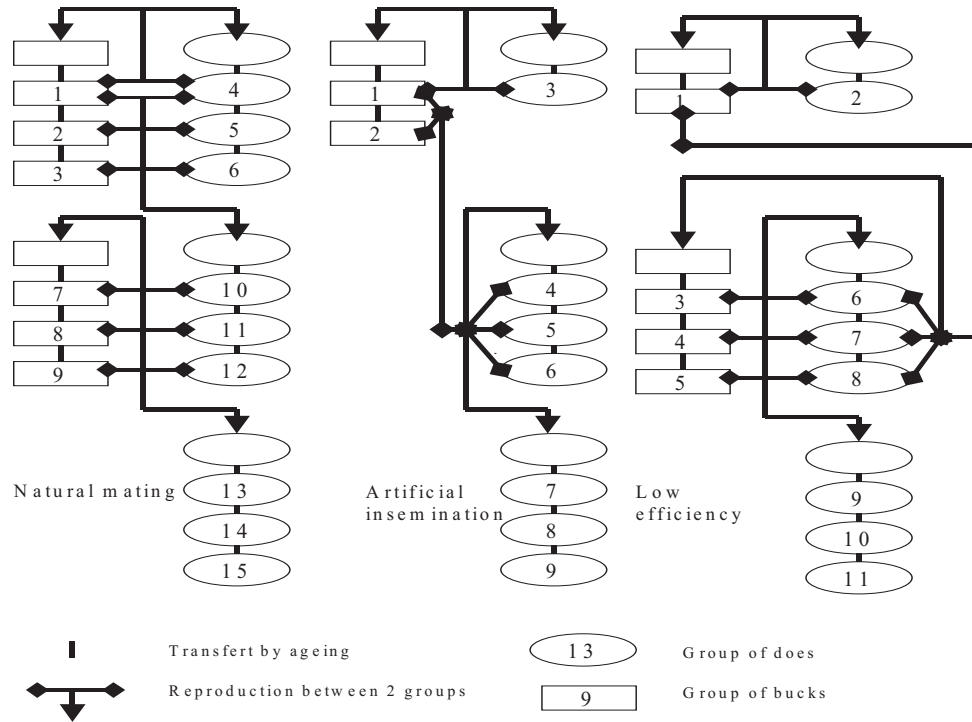 1 4 1 3 1 2
2 5 2
3 6
7 10 4 3 6
8 11 5 4 7
9 12 6 5 8
Natural mating 13 Artificial insemination 7 Low efficiency 9
14 8 10
15 9 11
Transfert by ageing 13 Group of does
Reproduction between 2 groups 9 Group of bucks